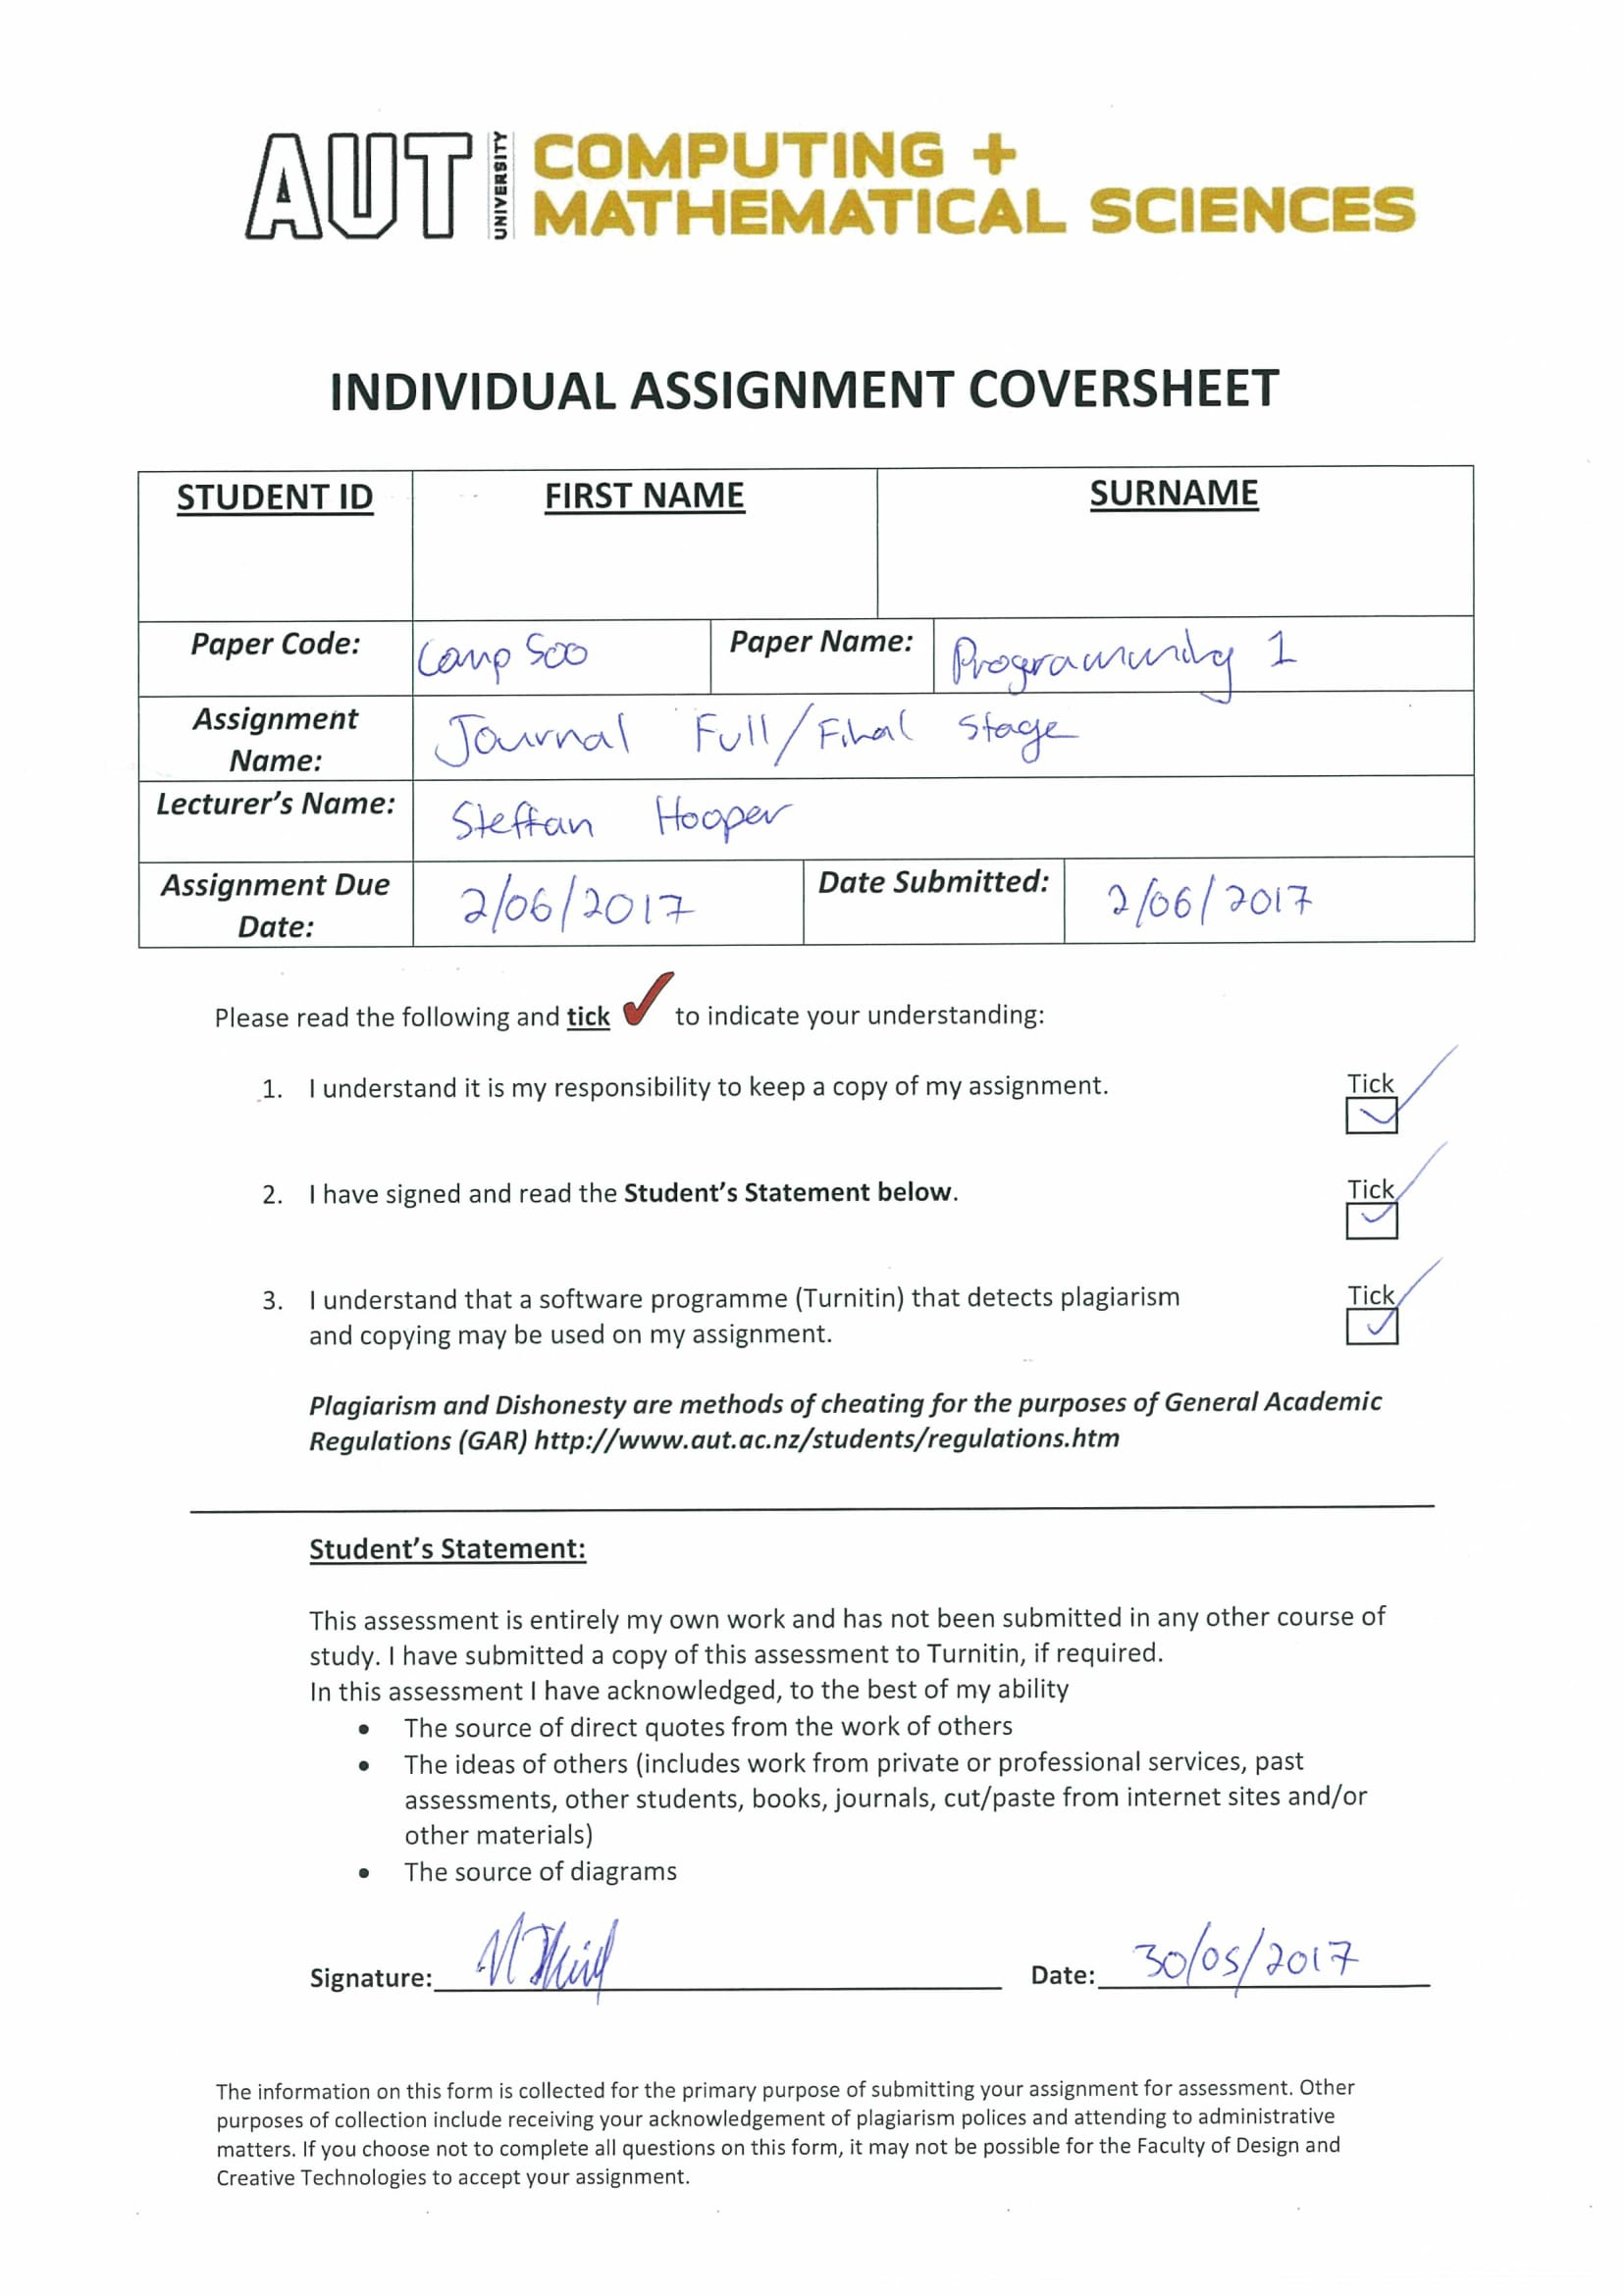 AUT UNIVERSITY COMPUTING +
MATHEMATICAL SCIENCES
INDIVIDUAL ASSIGNMENT COVERSHEET
STUDENT ID FIRST NAME SURNAME
Paper Code: Comp 500 Paper Name: Programming 1
Assignment Name: Journal Full/Final Stage
Lecturer's Name: Steffan Hooper
Assignment Due Date: 2/06/2017 Date Submitted: 2/06/2017
Please read the following and tick ✓ to indicate your understanding:
1. I understand it is my responsibility to keep a copy of my assignment. Tick ✓
2. I have signed and read the Student's Statement below. Tick ✓
3. I understand that a software programme (Turnitin) that detects plagiarism Tick ✓
and copying may be used on my assignment.
Plagiarism and Dishonesty are methods of cheating for the purposes of General Academic
Regulations (GAR) http://www.aut.ac.nz/students/regulations.htm
Student's Statement:
This assessment is entirely my own work and has not been submitted in any other course of
study. I have submitted a copy of this assessment to Turnitin, if required.
In this assessment I have acknowledged, to the best of my ability
• The source of direct quotes from the work of others
• The ideas of others (includes work from private or professional services, past
assessments, other students, books, journals, cut/paste from internet sites and/or
other materials)
• The source of diagrams
Signature: Date: 30/05/2017
The information on this form is collected for the primary purpose of submitting your assignment for assessment. Other
purposes of collection include receiving your acknowledgement of plagiarism polices and attending to administrative
matters. If you choose not to complete all questions on this form, it may not be possible for the Faculty of Design and
Creative Technologies to accept your assignment.